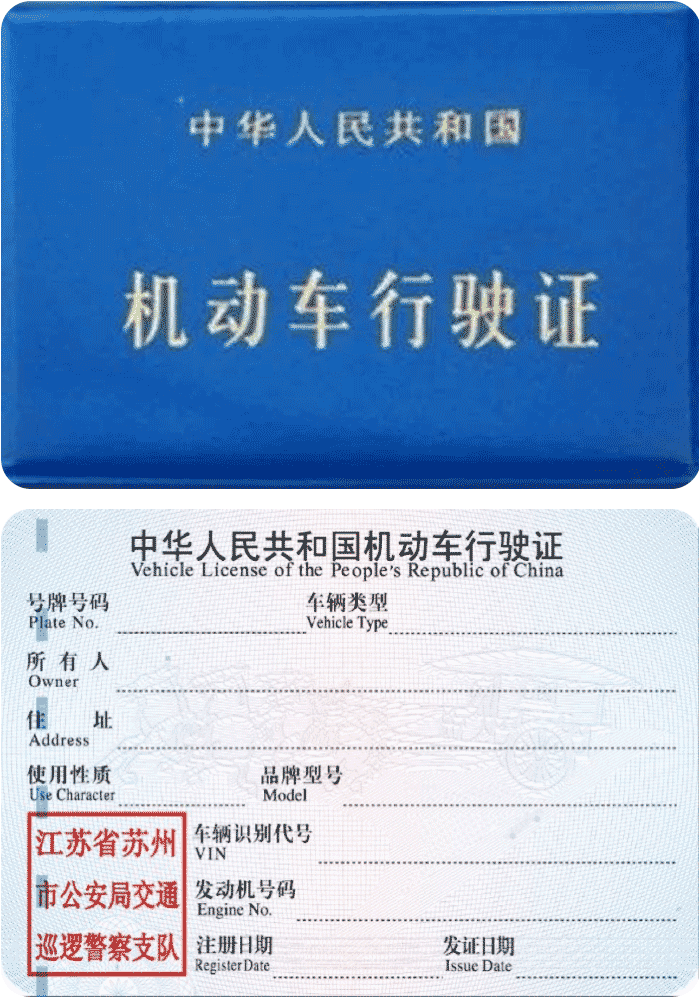 中华人民共和国
机动车行驶证
中华人民共和国机动车行驶证
Vehicle License of the People's Republic of China
号牌号码 车辆类型
Plate No. Vehicle Type
所有人
Owner
住址
Address
使用性质 品牌型号
Use Character Model
江苏省苏州
市公安局交通
巡逻警察支队
车辆识别代号
VIN
发动机号码
Engine No.
注册日期 发证日期
Register Date Issue Date